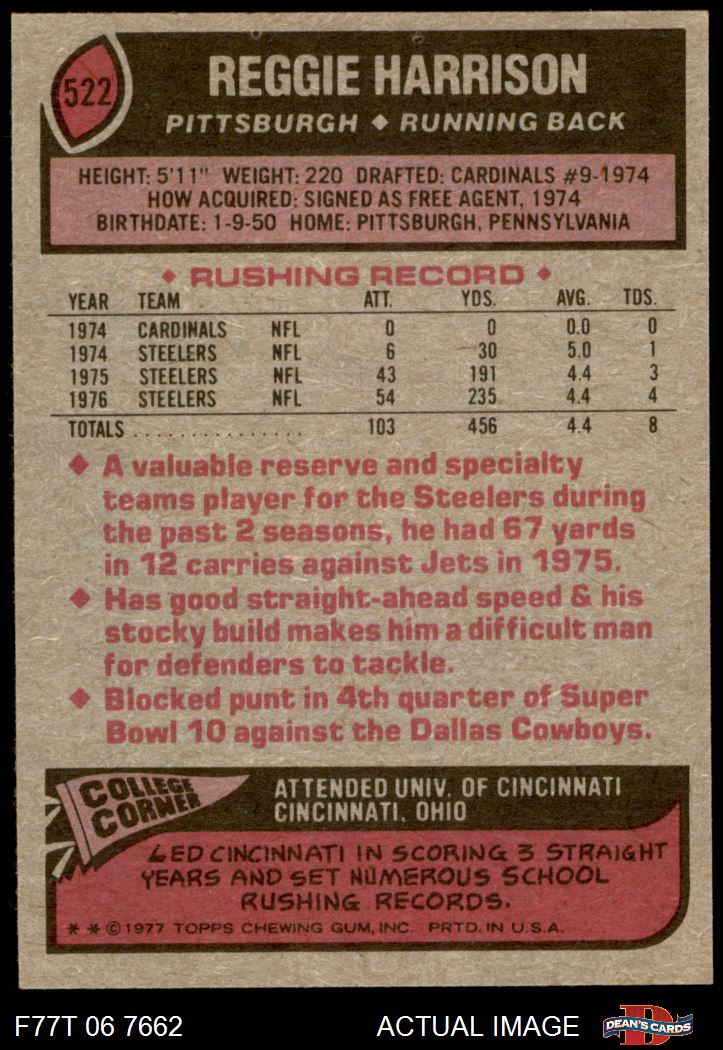 522
REGGIE HARRISON
PITTSBURGH ◆ RUNNING BACK
HEIGHT: 5'11" WEIGHT: 220 DRAFTED: CARDINALS #9-1974
HOW ACQUIRED: SIGNED AS FREE AGENT, 1974
BIRTHDATE: 1-9-50 HOME: PITTSBURGH, PENNSYLVANIA
◆ RUSHING RECORD ◆
YEAR TEAM ATT. YDS. AVG. TDS.
1974 CARDINALS NFL 0 0 0.0 0
1974 STEELERS NFL 6 30 5.0 1
1975 STEELERS NFL 43 191 4.4 3
1976 STEELERS NFL 54 235 4.4 4
TOTALS . . . . . . . . . . . . . . . 103 456 4.4 8
◆ A valuable reserve and specialty
teams player for the Steelers during
the past 2 seasons, he had 67 yards
in 12 carries against Jets in 1975.
◆ Has good straight-ahead speed & his
stocky build makes him a difficult man
for defenders to tackle.
◆ Blocked punt in 4th quarter of Super
Bowl 10 against the Dallas Cowboys.
COLLEGE
CORNER
ATTENDED UNIV. OF CINCINNATI
CINCINNATI, OHIO
LED CINCINNATI IN SCORING 3 STRAIGHT
YEARS AND SET NUMEROUS SCHOOL
RUSHING RECORDS.
* * © 1977 TOPPS CHEWING GUM, INC. PRTD. IN U.S.A.
F77T 06 7662 ACTUAL IMAGE D DEAN'S CARDS